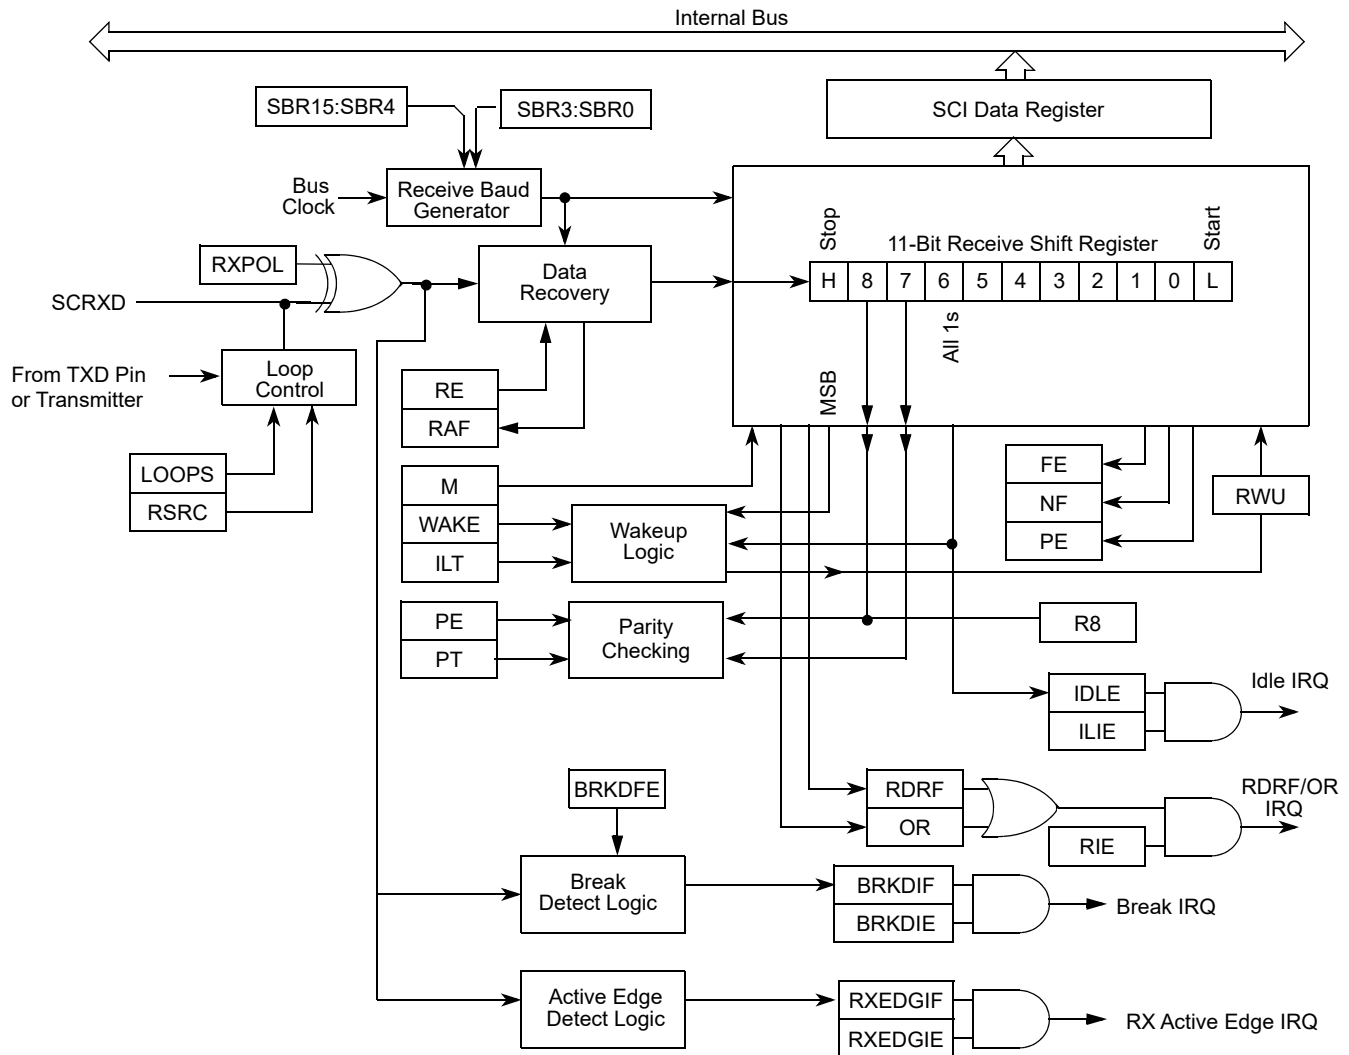 Internal Bus
SBR15:SBR4
SBR3:SBR0
SCI Data Register
Bus
Clock
Receive Baud
Generator
Stop
11-Bit Receive Shift Register
Start
RXPOL
Data
Recovery
H 8 7 6 5 4 3 2 1 0 L
SCRXD
All 1s
From TXD Pin
or Transmitter
Loop
Control
RE
RAF
MSB
LOOPS
RSRC
M
WAKE
ILT
Wakeup
Logic
FE
NF
PE
RWU
PE
PT
Parity
Checking
R8
IDLE
ILIE
Idle IRQ
BRKDFE
RDRF
OR
RIE
RDRF/OR
IRQ
Break
Detect Logic
BRKDIF
BRKDIE
Break IRQ
Active Edge
Detect Logic
RXEDGIF
RXEDGIE
RX Active Edge IRQ